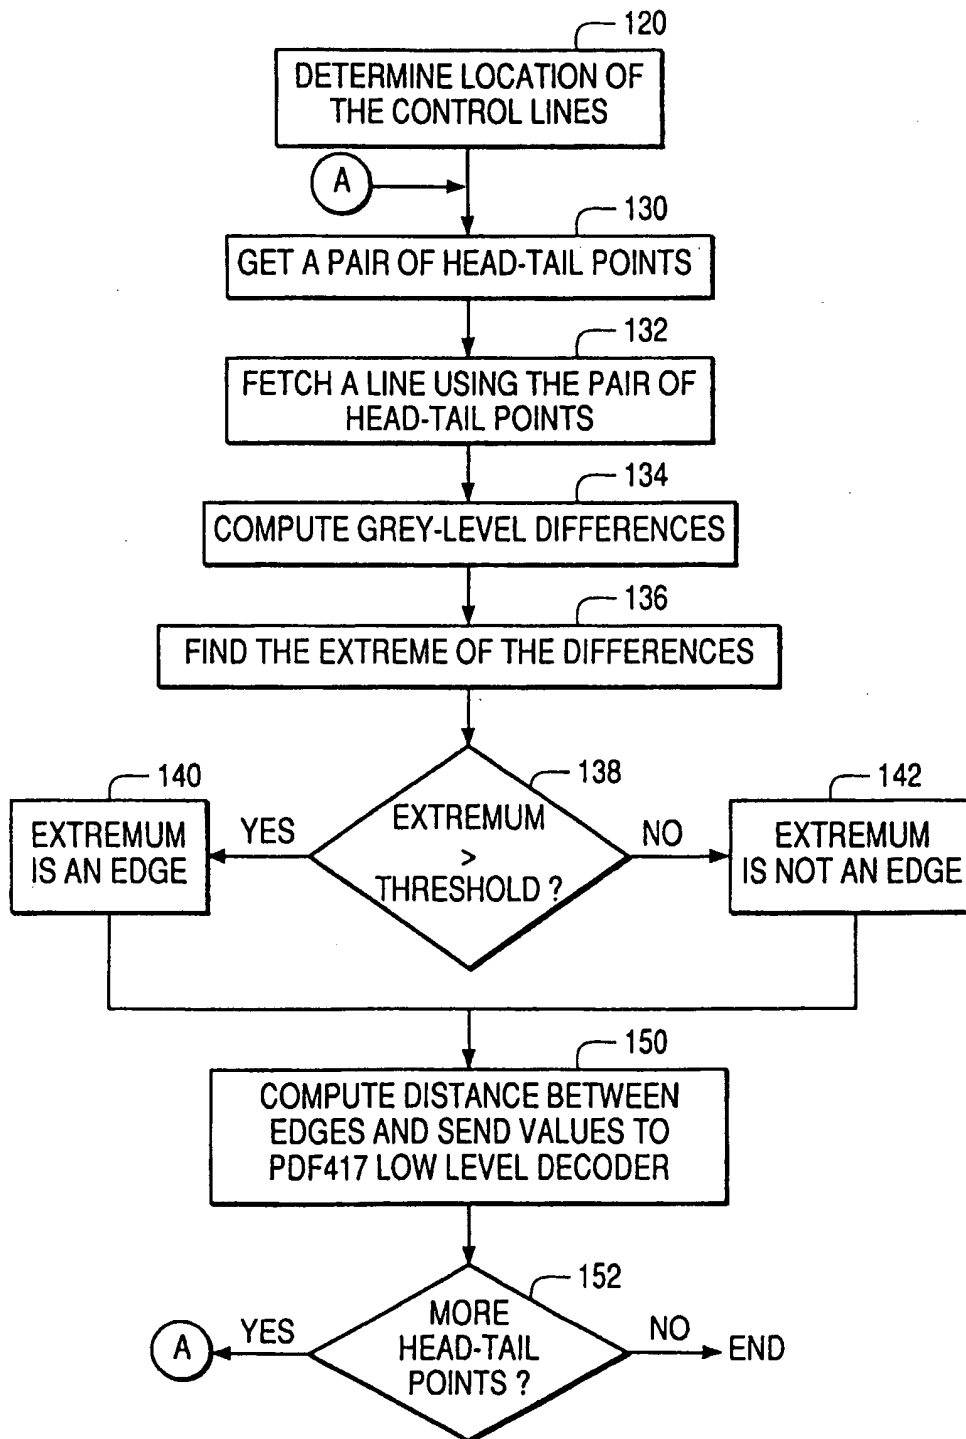 120
DETERMINE LOCATION OF
THE CONTROL LINES
A
130
GET A PAIR OF HEAD-TAIL POINTS
132
FETCH A LINE USING THE PAIR OF
HEAD-TAIL POINTS
134
COMPUTE GREY-LEVEL DIFFERENCES
136
FIND THE EXTREME OF THE DIFFERENCES
138
EXTREMUM
>
THRESHOLD ?
YES
NO
140
EXTREMUM
IS AN EDGE
142
EXTREMUM
IS NOT AN EDGE
150
COMPUTE DISTANCE BETWEEN
EDGES AND SEND VALUES TO
PDF417 LOW LEVEL DECODER
152
MORE
HEAD-TAIL
POINTS ?
YES
A
NO
END